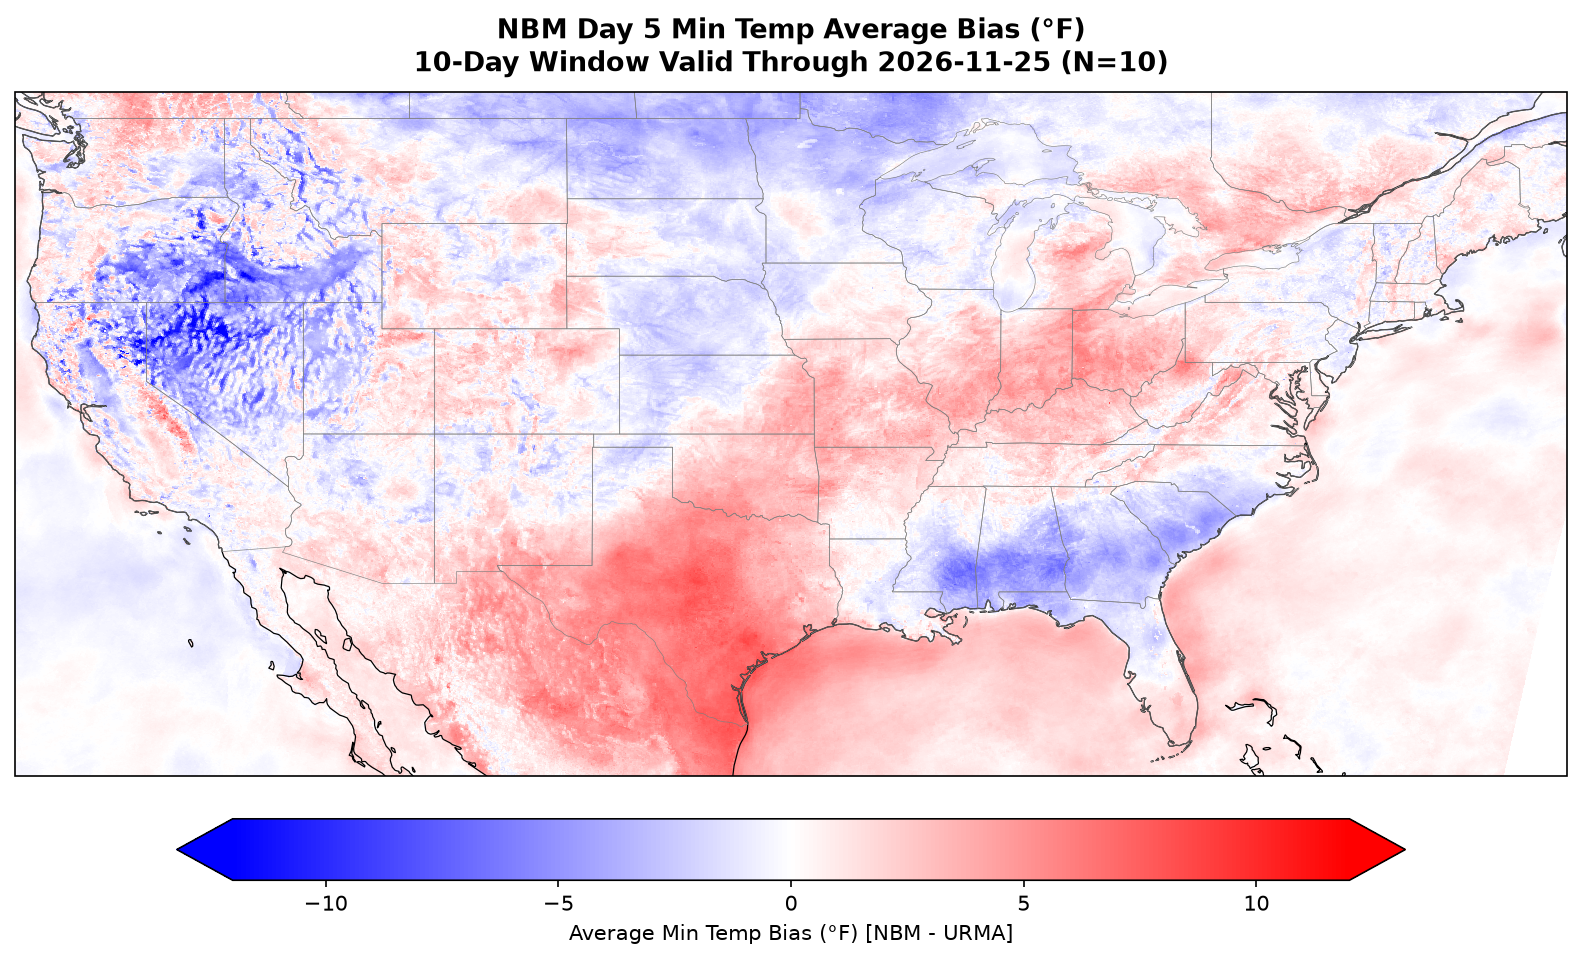 NBM Day 5 Min Temp Average Bias (°F)
10-Day Window Valid Through 2026-11-25 (N=10)
−10 −5 0 5 10
Average Min Temp Bias (°F) [NBM - URMA]